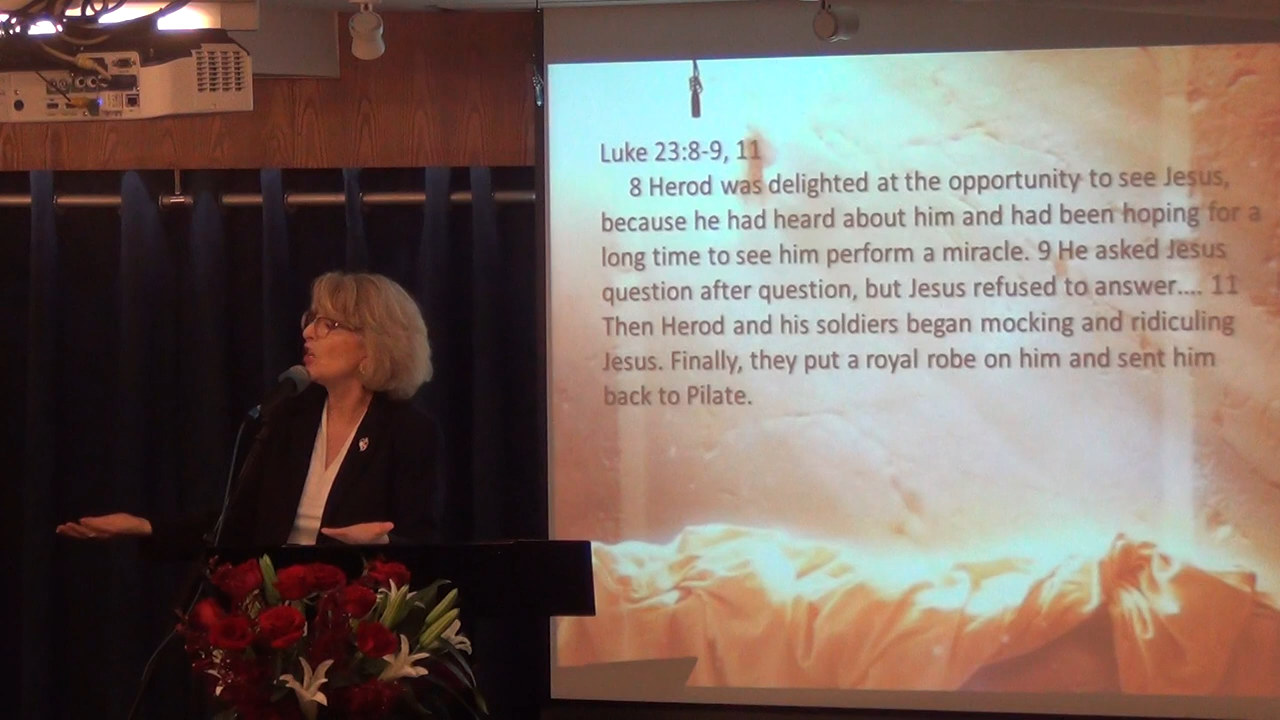 Luke 23:8-9, 11
8 Herod was delighted at the opportunity to see Jesus,
because he had heard about him and had been hoping for a
long time to see him perform a miracle. 9 He asked Jesus
question after question, but Jesus refused to answer.... 11
Then Herod and his soldiers began mocking and ridiculing
Jesus. Finally, they put a royal robe on him and sent him
back to Pilate.